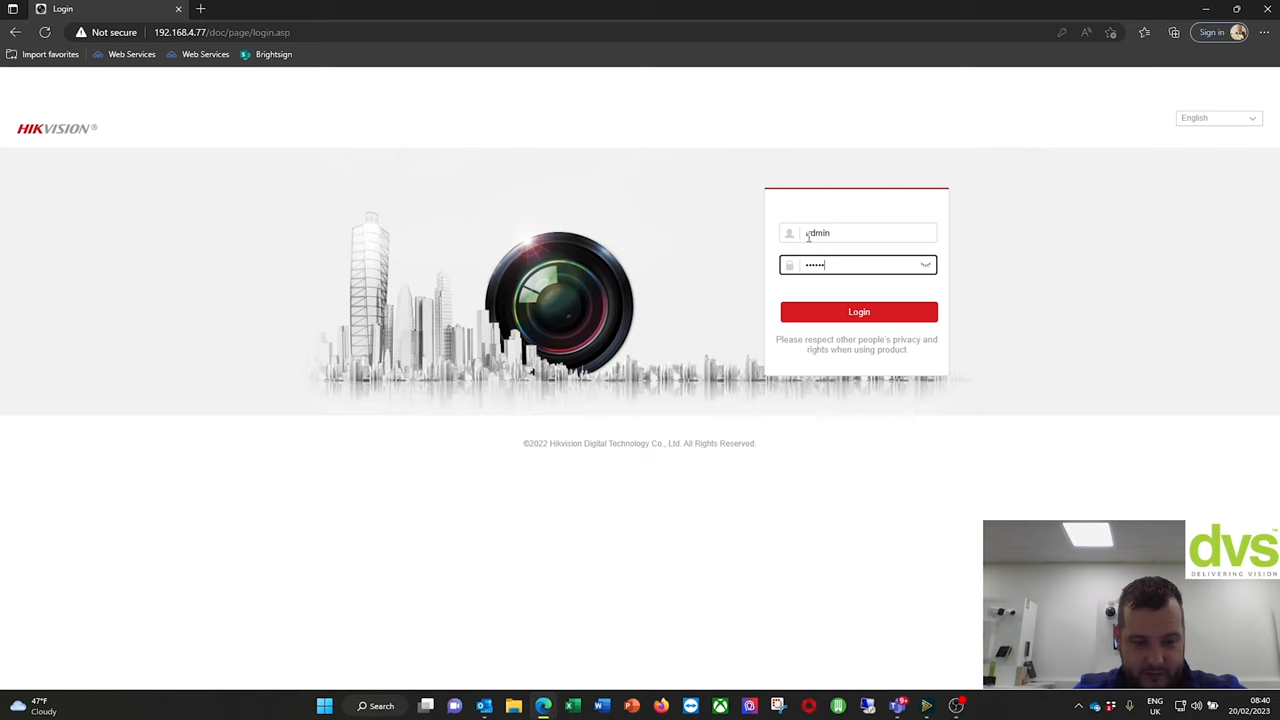 Login
Not secure
192.168.4.77/doc/page/login.asp
Sign in
Import favorites
Web Services
Web Services
Brightsign
HIKVISION®
English
admin
••••••
Login
Please respect other people's privacy and
rights when using product
©2022 Hikvision Digital Technology Co., Ltd. All Rights Reserved.
dvs
DELIVERING VISION
47°F
Cloudy
Search
9+
ENG
UK
08:40
20/02/2023